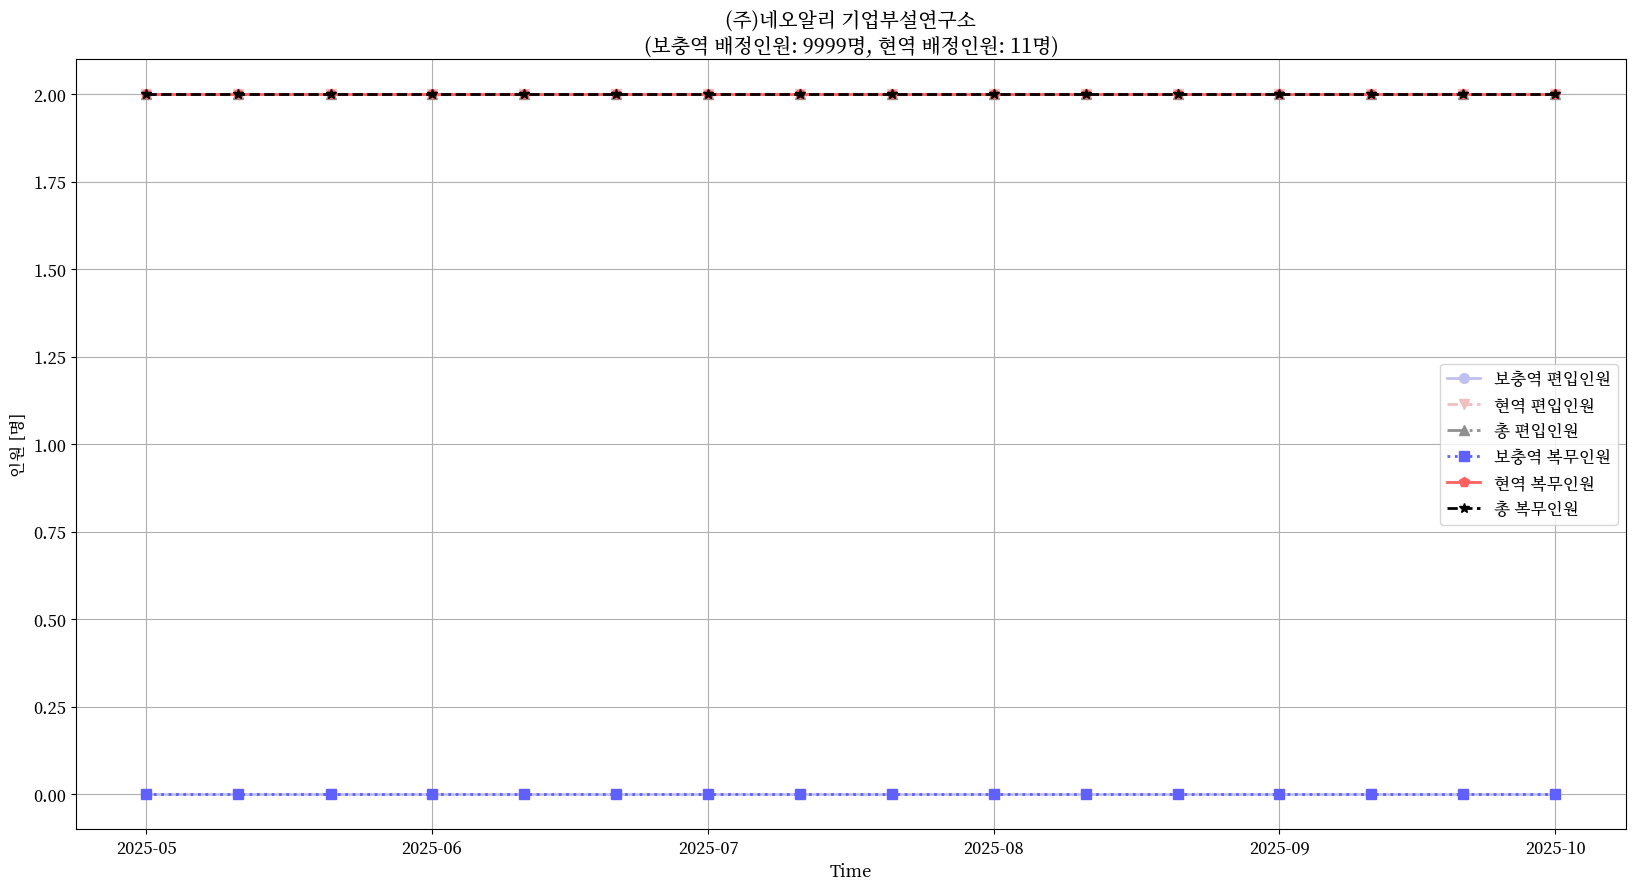 (주)네오알리 기업부설연구소
(보충역 배정인원: 9999명, 현역 배정인원: 11명)
인원 [명]
2.00
1.75
1.50
1.25
1.00
0.75
0.50
0.25
0.00
보충역 편입인원
현역 편입인원
총 편입인원
보충역 복무인원
현역 복무인원
총 복무인원
2025-05
2025-06
2025-07
2025-08
2025-09
2025-10
Time